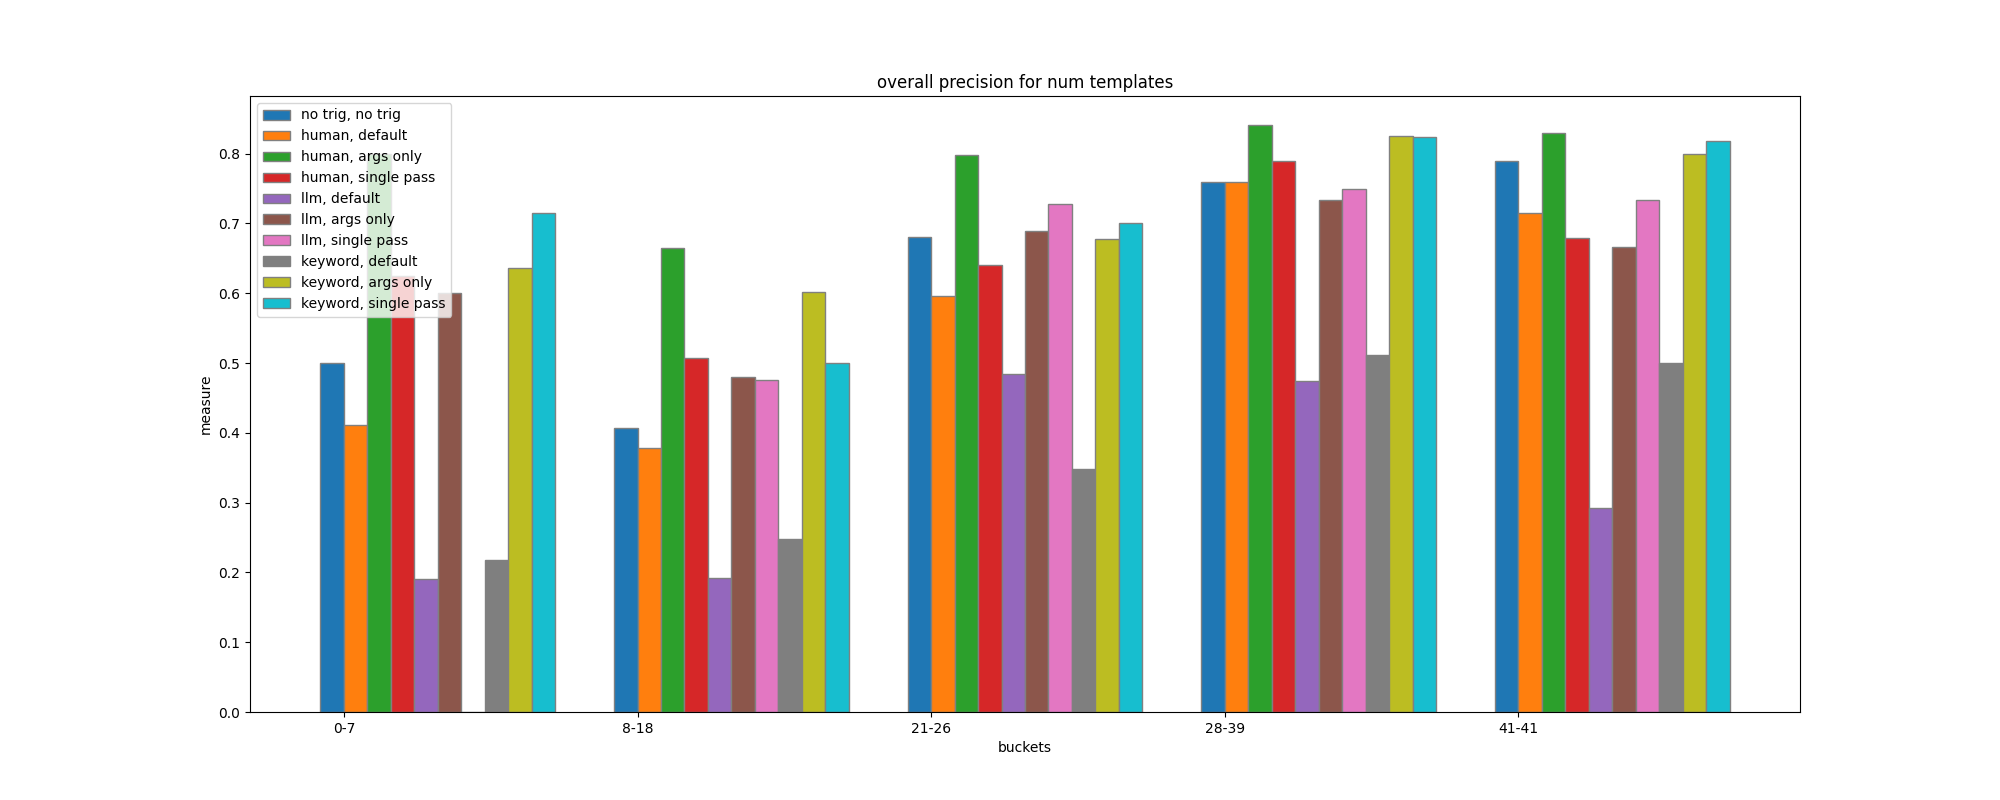 overall precision for num templates
no trig, no trig
human, default
human, args only
human, single pass
llm, default
llm, args only
llm, single pass
keyword, default
keyword, args only
keyword, single pass
measure
0.8
0.7
0.6
0.5
0.4
0.3
0.2
0.1
0.0
0-7 8-18 21-26 28-39 41-41
buckets